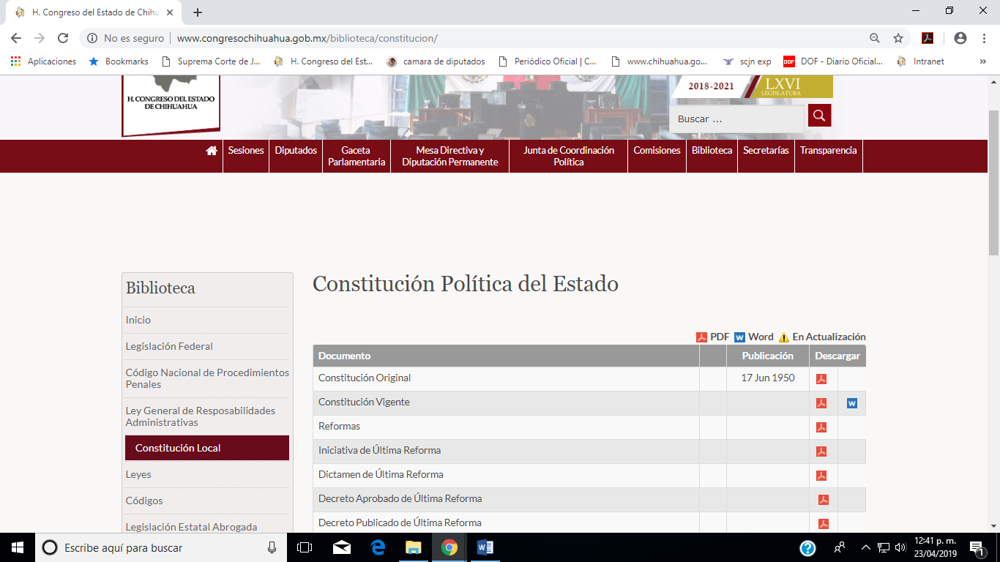 H. Congreso del Estado de Chihu
No es seguro
www.congresochihuahua.gob.mx/biblioteca/constitucion/
Aplicaciones
Bookmarks
Suprema Corte de J...
H. Congreso del Est...
camara de diputados
Periódico Oficial | C...
www.chihuahua.go...
scjn exp
DOF
DOF - Diario Oficial...
Intranet
»
H. CONGRESO DEL ESTADO
DE CHIHUAHUA
2018-2021
LXVI
LEGISLATURA
Buscar ...
Sesiones
Diputados
Gaceta
Parlamentaria
Mesa Directiva y
Diputación Permanente
Junta de Coordinación
Política
Comisiones
Biblioteca
Secretarías
Transparencia
Biblioteca
Inicio
Legislación Federal
Código Nacional de Procedimientos
Penales
Ley General de Resposabilidades
Administrativas
Constitución Local
Leyes
Códigos
Legislación Estatal Abrogada
Constitución Política del Estado
PDF W Word En Actualización
Documento Publicación Descargar
Constitución Original 17 Jun 1950
Constitución Vigente W
Reformas
Iniciativa de Última Reforma
Dictamen de Última Reforma
Decreto Aprobado de Última Reforma
Decreto Publicado de Última Reforma
Escribe aquí para buscar
12:41 p. m.
23/04/2019
1